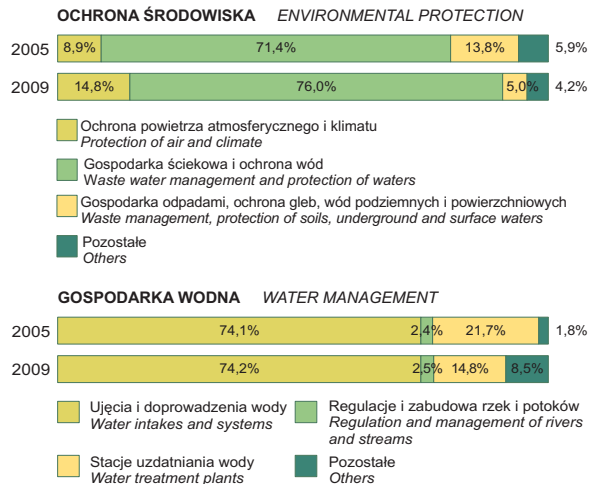 OCHRONA ŚRODOWISKA ENVIRONMENTAL PROTECTION
2005 8,9% 71,4% 13,8% 5,9%
2009 14,8% 76,0% 5,0% 4,2%
Ochrona powietrza atmosferycznego i klimatu
Protection of air and climate
Gospodarka ściekowa i ochrona wód
Waste water management and protection of waters
Gospodarka odpadami, ochrona gleb, wód podziemnych i powierzchniowych
Waste management, protection of soils, underground and surface waters
Pozostałe
Others
GOSPODARKA WODNA WATER MANAGEMENT
2005 74,1% 2,4% 21,7% 1,8%
2009 74,2% 2,5% 14,8% 8,5%
Ujęcia i doprowadzenia wody
Water intakes and systems
Regulacje i zabudowa rzek i potoków
Regulation and management of rivers
and streams
Stacje uzdatniania wody
Water treatment plants
Pozostałe
Others